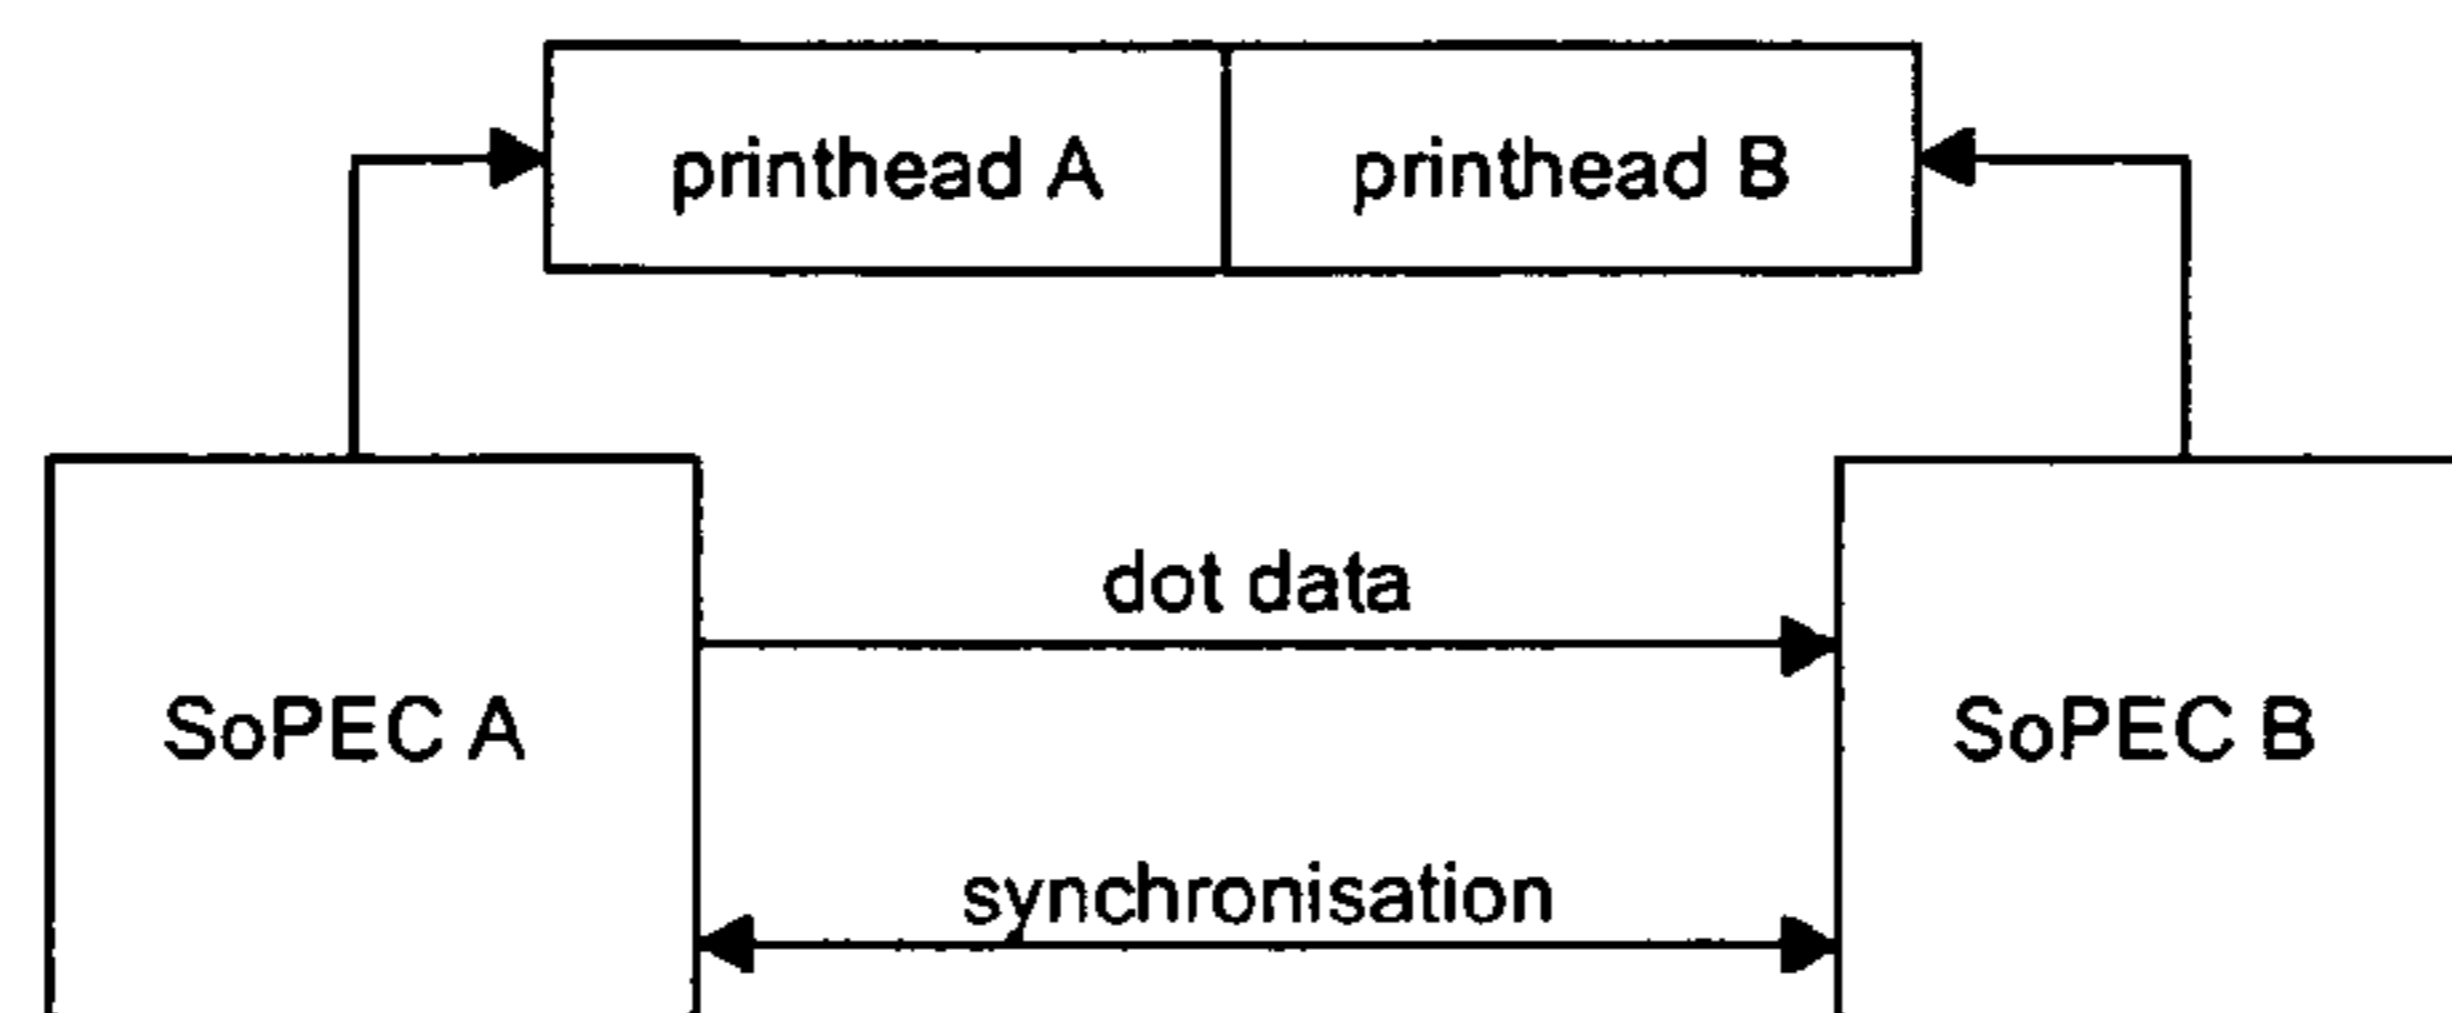 printhead A
printhead B
dot data
SoPEC A
SoPEC B
synchronisation